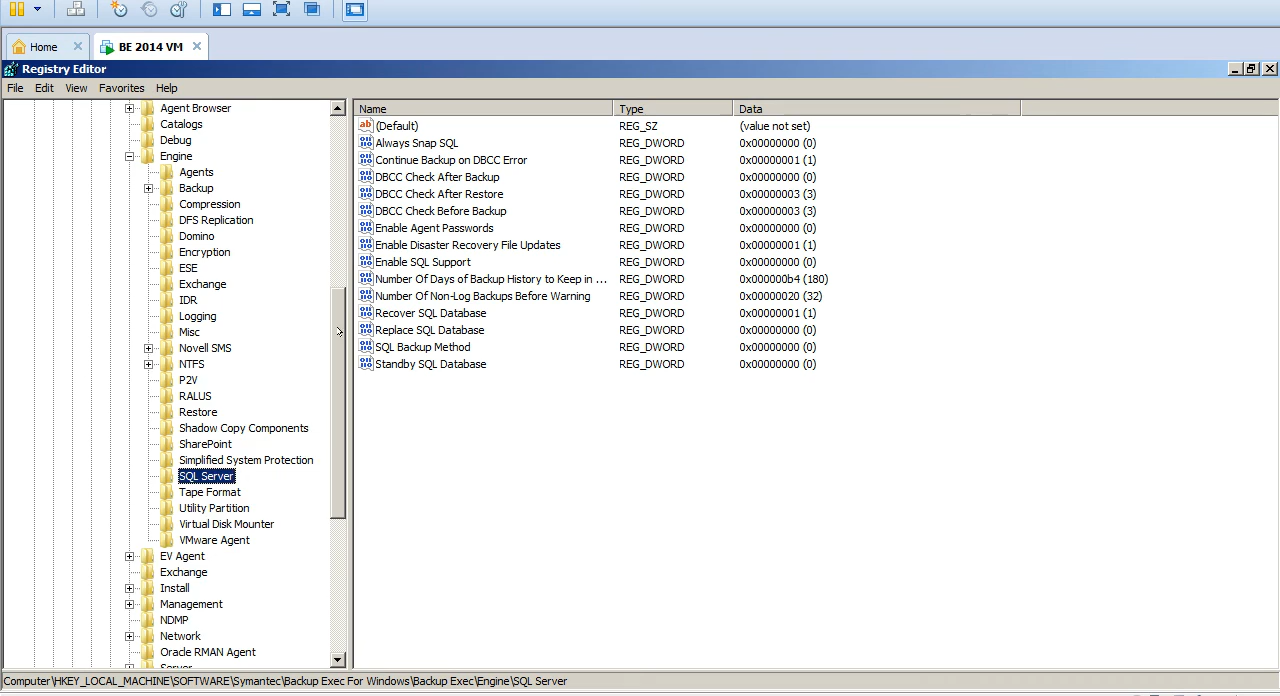 Home
BE 2014 VM
Registry Editor
File Edit View Favorites Help
Agent Browser
Catalogs
Debug
Engine
Agents
Backup
Compression
DFS Replication
Domino
Encryption
ESE
Exchange
IDR
Logging
Misc
Novell SMS
NTFS
P2V
RALUS
Restore
Shadow Copy Components
SharePoint
Simplified System Protection
SQL Server
Tape Format
Utility Partition
Virtual Disk Mounter
VMware Agent
EV Agent
Exchange
Install
Management
NDMP
Network
Oracle RMAN Agent
Server
Name Type Data
(Default) REG_SZ (value not set)
Always Snap SQL REG_DWORD 0x00000000 (0)
Continue Backup on DBCC Error REG_DWORD 0x00000001 (1)
DBCC Check After Backup REG_DWORD 0x00000000 (0)
DBCC Check After Restore REG_DWORD 0x00000003 (3)
DBCC Check Before Backup REG_DWORD 0x00000003 (3)
Enable Agent Passwords REG_DWORD 0x00000000 (0)
Enable Disaster Recovery File Updates REG_DWORD 0x00000001 (1)
Enable SQL Support REG_DWORD 0x00000000 (0)
Number Of Days of Backup History to Keep in ... REG_DWORD 0x000000b4 (180)
Number Of Non-Log Backups Before Warning REG_DWORD 0x00000020 (32)
Recover SQL Database REG_DWORD 0x00000001 (1)
Replace SQL Database REG_DWORD 0x00000000 (0)
SQL Backup Method REG_DWORD 0x00000000 (0)
Standby SQL Database REG_DWORD 0x00000000 (0)
Computer\HKEY_LOCAL_MACHINE\SOFTWARE\Symantec\Backup Exec For Windows\Backup Exec\Engine\SQL Server